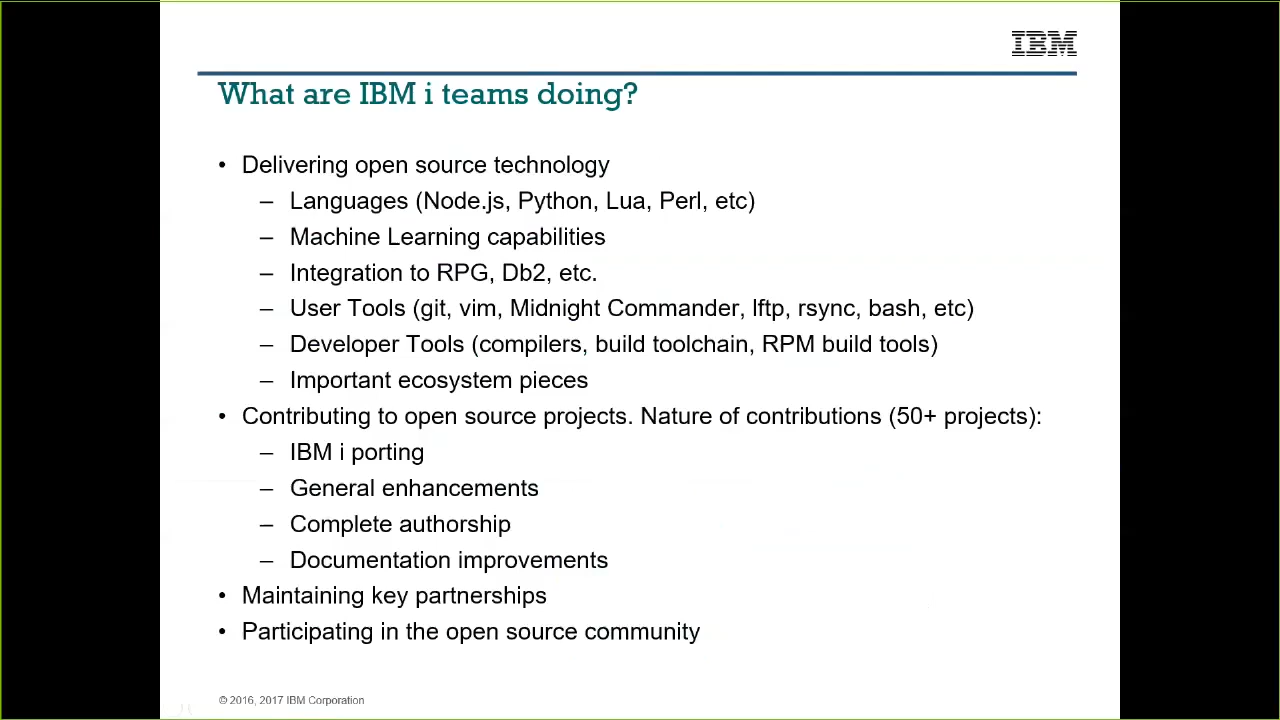 IBM
What are IBM i teams doing?
• Delivering open source technology
– Languages (Node.js, Python, Lua, Perl, etc)
– Machine Learning capabilities
– Integration to RPG, Db2, etc.
– User Tools (git, vim, Midnight Commander, lftp, rsync, bash, etc)
– Developer Tools (compilers, build toolchain, RPM build tools)
– Important ecosystem pieces
• Contributing to open source projects. Nature of contributions (50+ projects):
– IBM i porting
– General enhancements
– Complete authorship
– Documentation improvements
• Maintaining key partnerships
• Participating in the open source community
© 2016, 2017 IBM Corporation